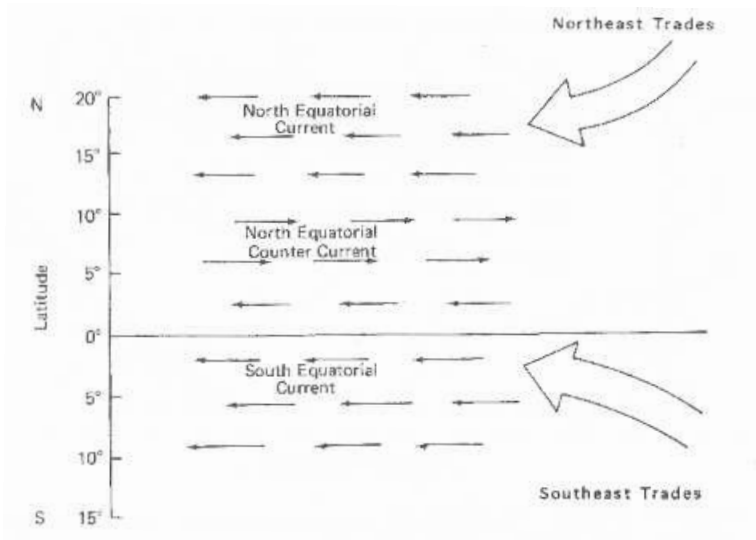 Northeast Trades
N
20°
North Equatorial
Current
15°
10°
North Equatorial
Counter Current
5°
Latitude
0°
South Equatorial
Current
5°
10°
Southeast Trades
S
15°